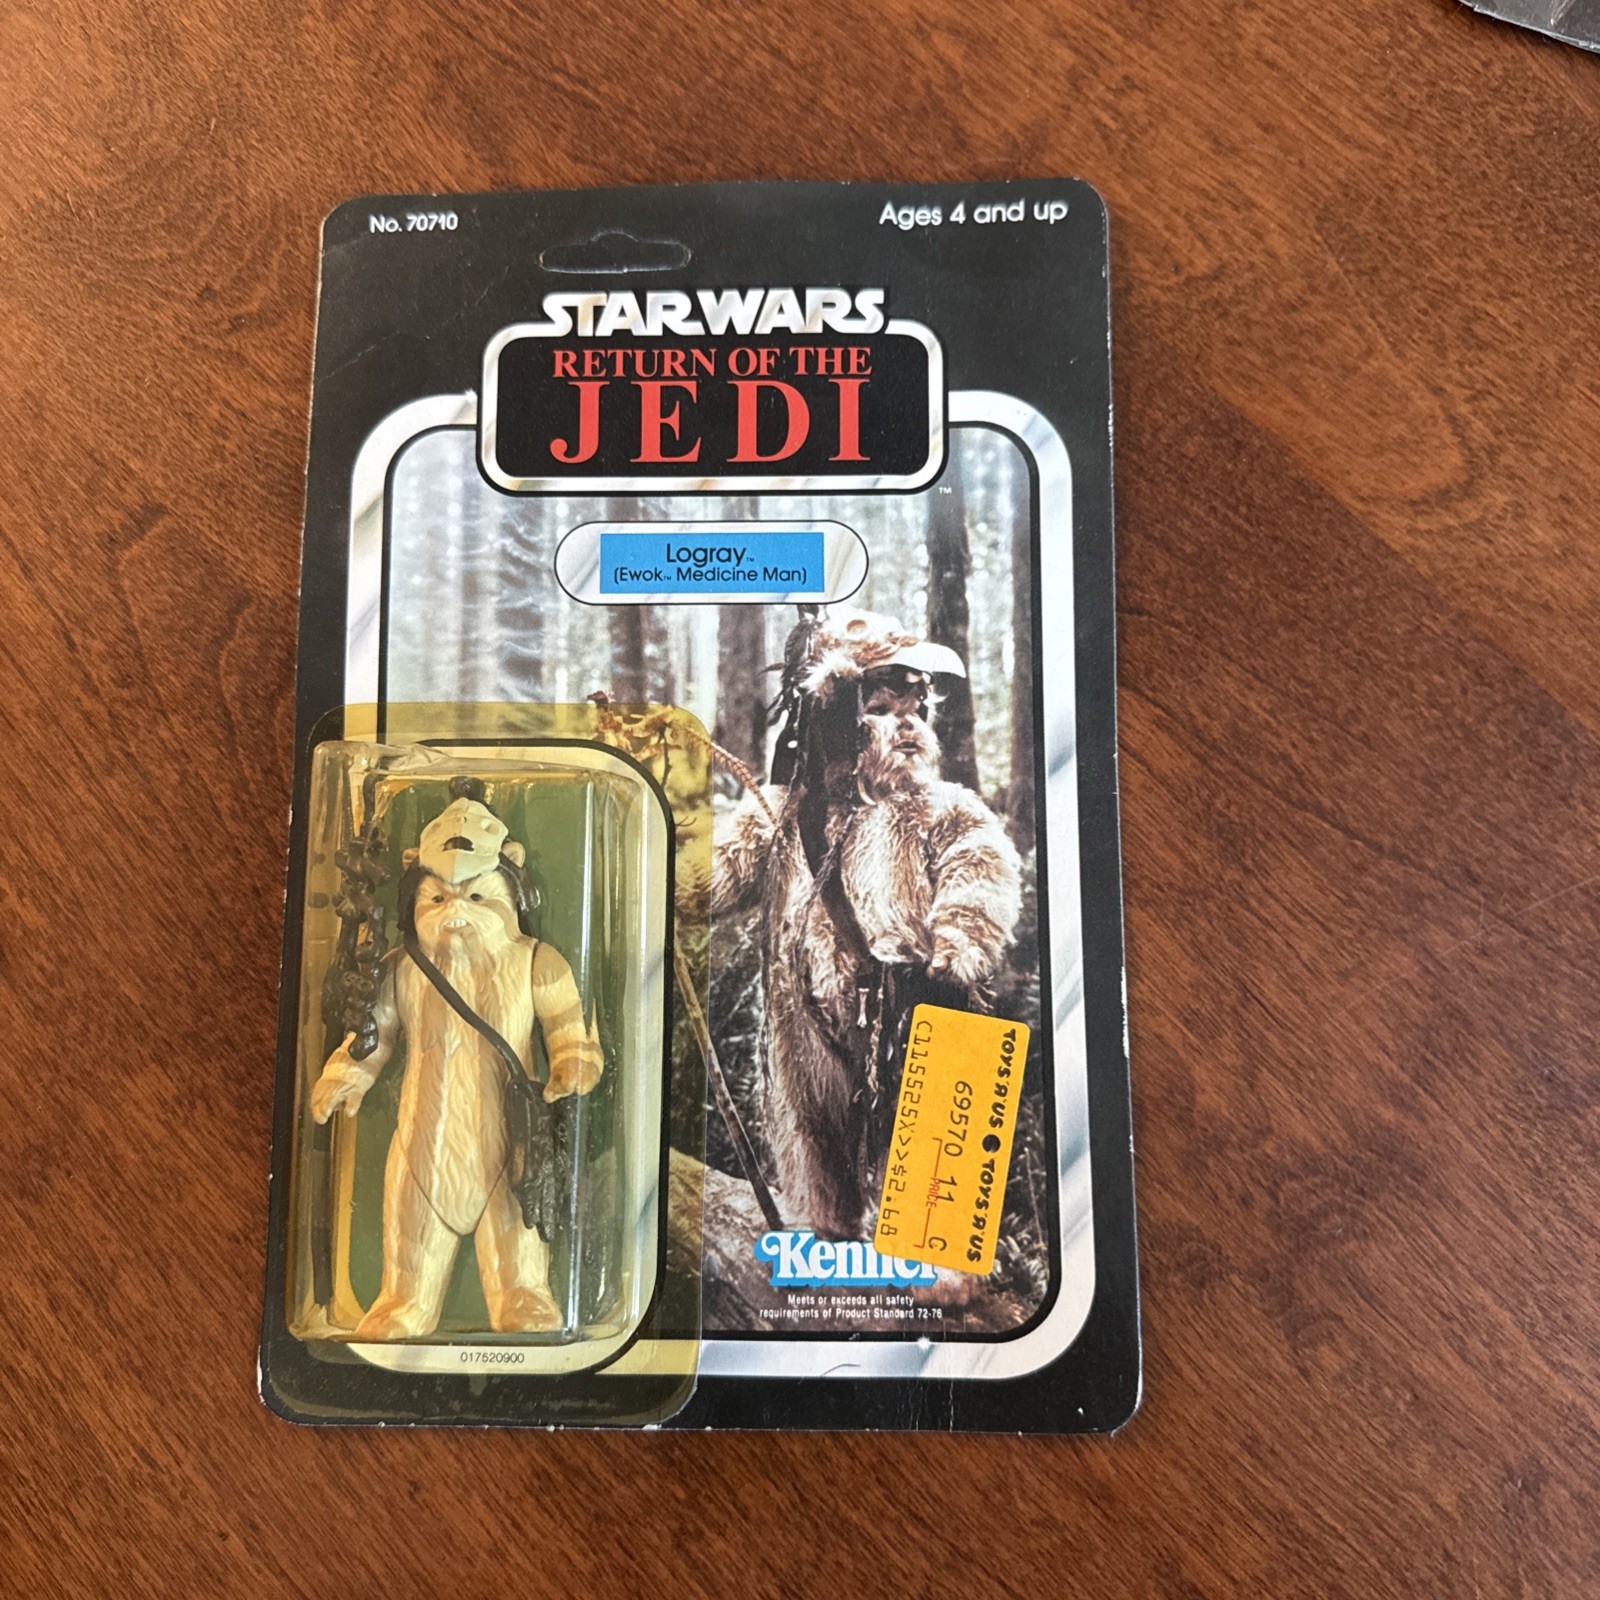 No. 70710
Ages 4 and up
STAR WARS
RETURN OF THE
JEDI
TM
Logray™
(Ewok™ Medicine Man)
TOYS "R" US TOYS "R" US
69570 11 C
PRICE
C115525X>>$2.68
Kenner
Meets or exceeds all safety
requirements of Product Standard 72-76
017520900